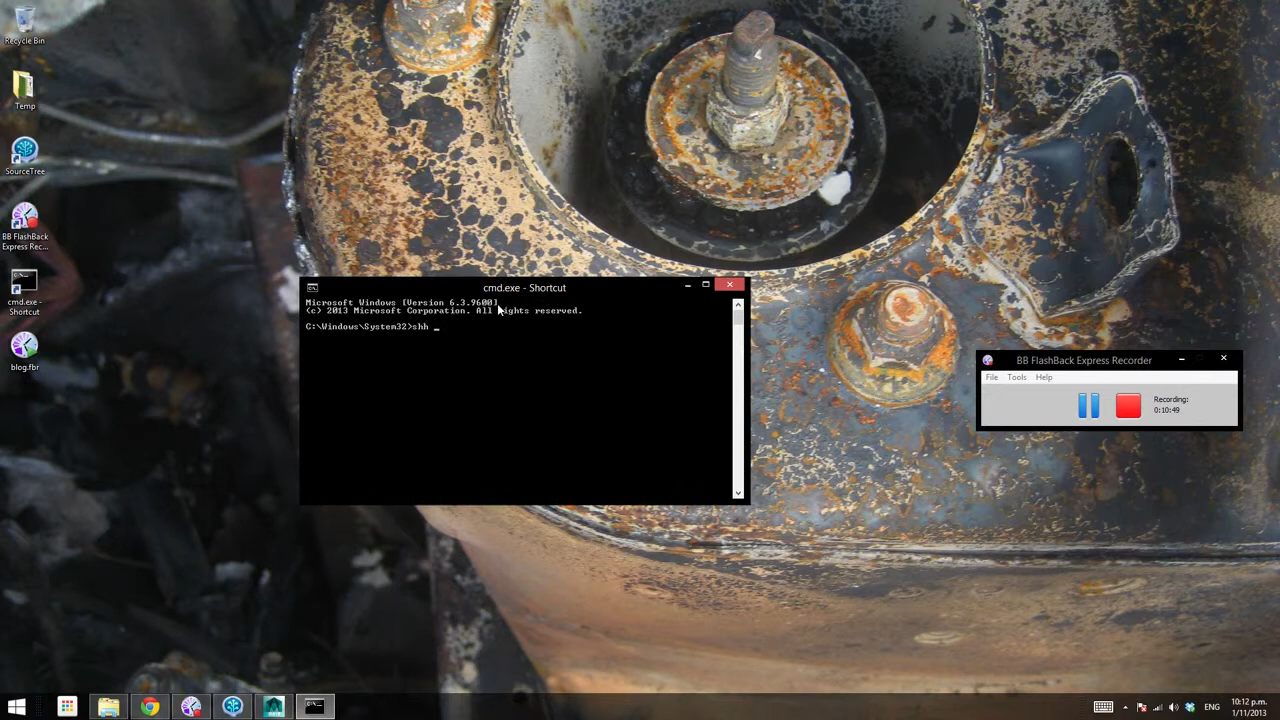 Recycle Bin
Temp
SourceTree
BB FlashBack
Express Rec...
cmd.exe -
Shortcut
blog.fbr
cmd.exe - Shortcut
Microsoft Windows [Version 6.3.9600]
(c) 2013 Microsoft Corporation. All rights reserved.
C:\Windows\System32>shh _
BB FlashBack Express Recorder
File Tools Help
Recording:
0:10:49
ENG
10:12 p.m.
1/11/2013